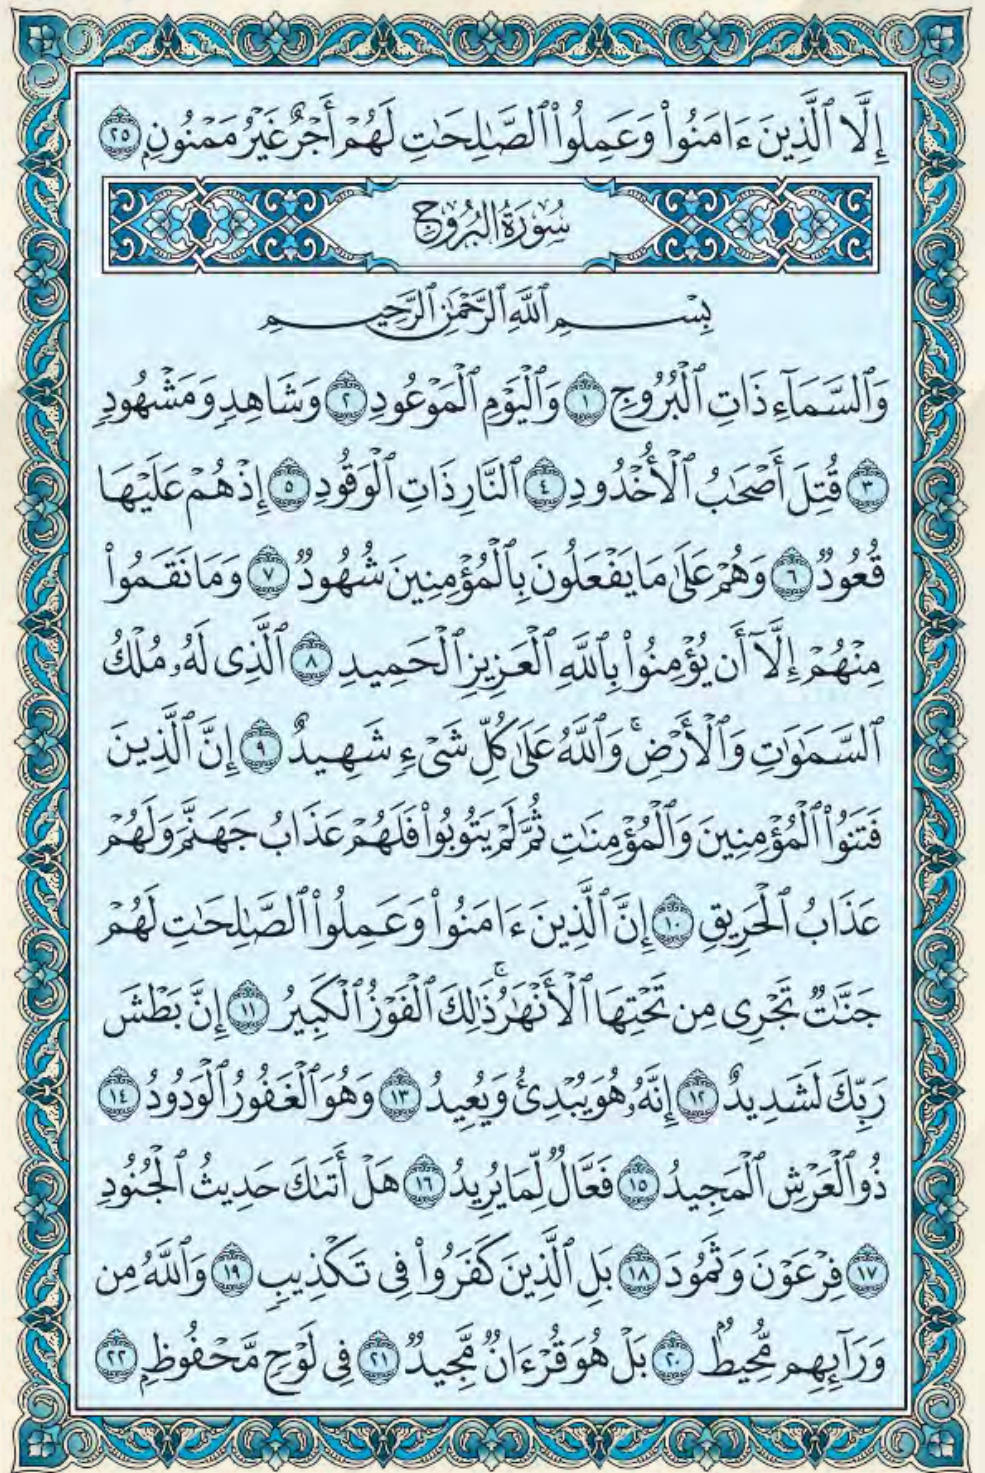 إِلَّا ٱلَّذِينَ ءَامَنُوا۟ وَعَمِلُوا۟ ٱلصَّـٰلِحَـٰتِ لَهُمْ أَجْرٌ غَيْرُ مَمْنُونٍۭ ٢٥
سُورَةُ البُرُوجِ
بِسْمِ ٱللَّهِ ٱلرَّحْمَـٰنِ ٱلرَّحِيمِ
وَٱلسَّمَآءِ ذَاتِ ٱلْبُرُوجِ ١ وَٱلْيَوْمِ ٱلْمَوْعُودِ ٢ وَشَاهِدٍ وَمَشْهُودٍ
٣ قُتِلَ أَصْحَـٰبُ ٱلْأُخْدُودِ ٤ ٱلنَّارِ ذَاتِ ٱلْوَقُودِ ٥ إِذْ هُمْ عَلَيْهَا
قُعُودٌ ٦ وَهُمْ عَلَىٰ مَا يَفْعَلُونَ بِٱلْمُؤْمِنِينَ شُهُودٌ ٧ وَمَا نَقَمُوا۟
مِنْهُمْ إِلَّآ أَن يُؤْمِنُوا۟ بِٱللَّهِ ٱلْعَزِيزِ ٱلْحَمِيدِ ٨ ٱلَّذِى لَهُۥ مُلْكُ
ٱلسَّمَـٰوَٰتِ وَٱلْأَرْضِ ۚ وَٱللَّهُ عَلَىٰ كُلِّ شَىْءٍ شَهِيدٌ ٩ إِنَّ ٱلَّذِينَ
فَتَنُوا۟ ٱلْمُؤْمِنِينَ وَٱلْمُؤْمِنَـٰتِ ثُمَّ لَمْ يَتُوبُوا۟ فَلَهُمْ عَذَابُ جَهَنَّمَ وَلَهُمْ
عَذَابُ ٱلْحَرِيقِ ١٠ إِنَّ ٱلَّذِينَ ءَامَنُوا۟ وَعَمِلُوا۟ ٱلصَّـٰلِحَـٰتِ لَهُمْ
جَنَّـٰتٌ تَجْرِى مِن تَحْتِهَا ٱلْأَنْهَـٰرُ ۚ ذَٰلِكَ ٱلْفَوْزُ ٱلْكَبِيرُ ١١ إِنَّ بَطْشَ
رَبِّكَ لَشَدِيدٌ ١٢ إِنَّهُۥ هُوَ يُبْدِئُ وَيُعِيدُ ١٣ وَهُوَ ٱلْغَفُورُ ٱلْوَدُودُ ١٤
ذُو ٱلْعَرْشِ ٱلْمَجِيدُ ١٥ فَعَّالٌ لِّمَا يُرِيدُ ١٦ هَلْ أَتَىٰكَ حَدِيثُ ٱلْجُنُودِ
١٧ فِرْعَوْنَ وَثَمُودَ ١٨ بَلِ ٱلَّذِينَ كَفَرُوا۟ فِى تَكْذِيبٍ ١٩ وَٱللَّهُ مِن
وَرَآئِهِم مُّحِيطٌۢ ٢٠ بَلْ هُوَ قُرْءَانٌ مَّجِيدٌ ٢١ فِى لَوْحٍ مَّحْفُوظٍۭ ٢٢